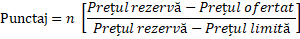 Punctaj = n [(Prețul rezervă − Prețul ofertat) / (Prețul rezervă − Prețul limită)]